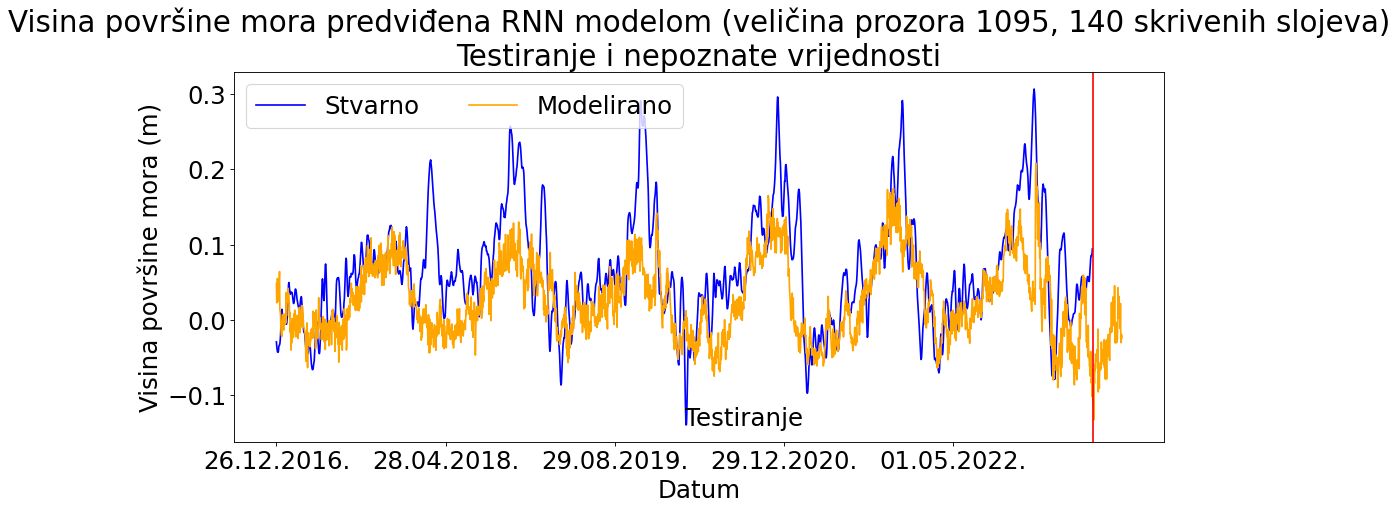 Visina površine mora predviđena RNN modelom (veličina prozora 1095, 140 skrivenih slojeva)
Testiranje i nepoznate vrijednosti
Stvarno Modelirano
Visina površine mora (m)
0.3
0.2
0.1
0.0
−0.1
Testiranje
26.12.2016. 28.04.2018. 29.08.2019. 29.12.2020. 01.05.2022.
Datum